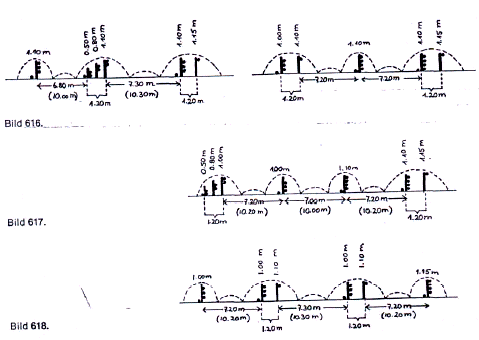 1.10 m
0.50 m
0.80 m
1.10 m
1.10 m
1.15 m
6.80 m
(10.00 m)
1.20 m
7.30 m
(10.30 m)
1.20 m
1.00 m
1.10 m
1.10 m
1.10 m
1.15 m
1.20 m
7.20 m
7.20 m
1.20 m
Bild 616.
0.50 m
0.80 m
1.00 m
1.00 m
1.10 m
1.10 m
1.15 m
1.20 m
7.20 m
(10.20 m)
7.00 m
(10.00 m)
7.20 m
(10.20 m)
1.20 m
Bild 617.
1.00 m
1.00 m
1.10 m
1.00 m
1.10 m
1.15 m
7.20 m
(10.20 m)
1.20 m
7.30 m
(10.30 m)
1.20 m
7.20 m
(10.20 m)
Bild 618.